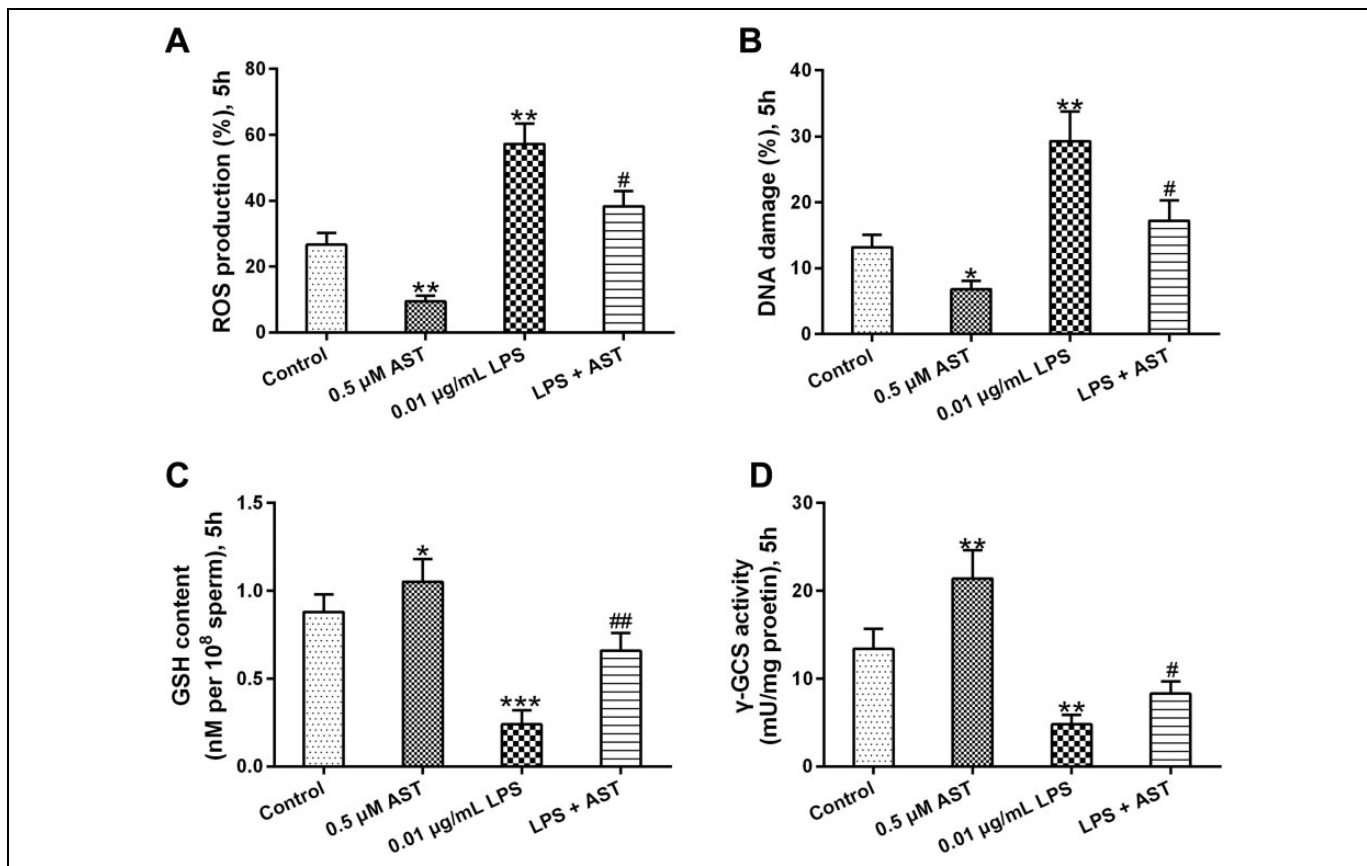 A
ROS production (%), 5h
80
60
40
20
0
**
**
#
Control
0.5 µM AST
0.01 µg/mL LPS
LPS + AST
B
DNA damage (%), 5h
40
30
20
10
0
*
**
#
Control
0.5 µM AST
0.01 µg/mL LPS
LPS + AST
C
GSH content
(nM per 10⁸ sperm), 5h
1.5
1.0
0.5
0.0
*
***
##
Control
0.5 µM AST
0.01 µg/mL LPS
LPS + AST
D
γ-GCS activity
(mU/mg proetin), 5h
30
20
10
0
**
**
#
Control
0.5 µM AST
0.01 µg/mL LPS
LPS + AST